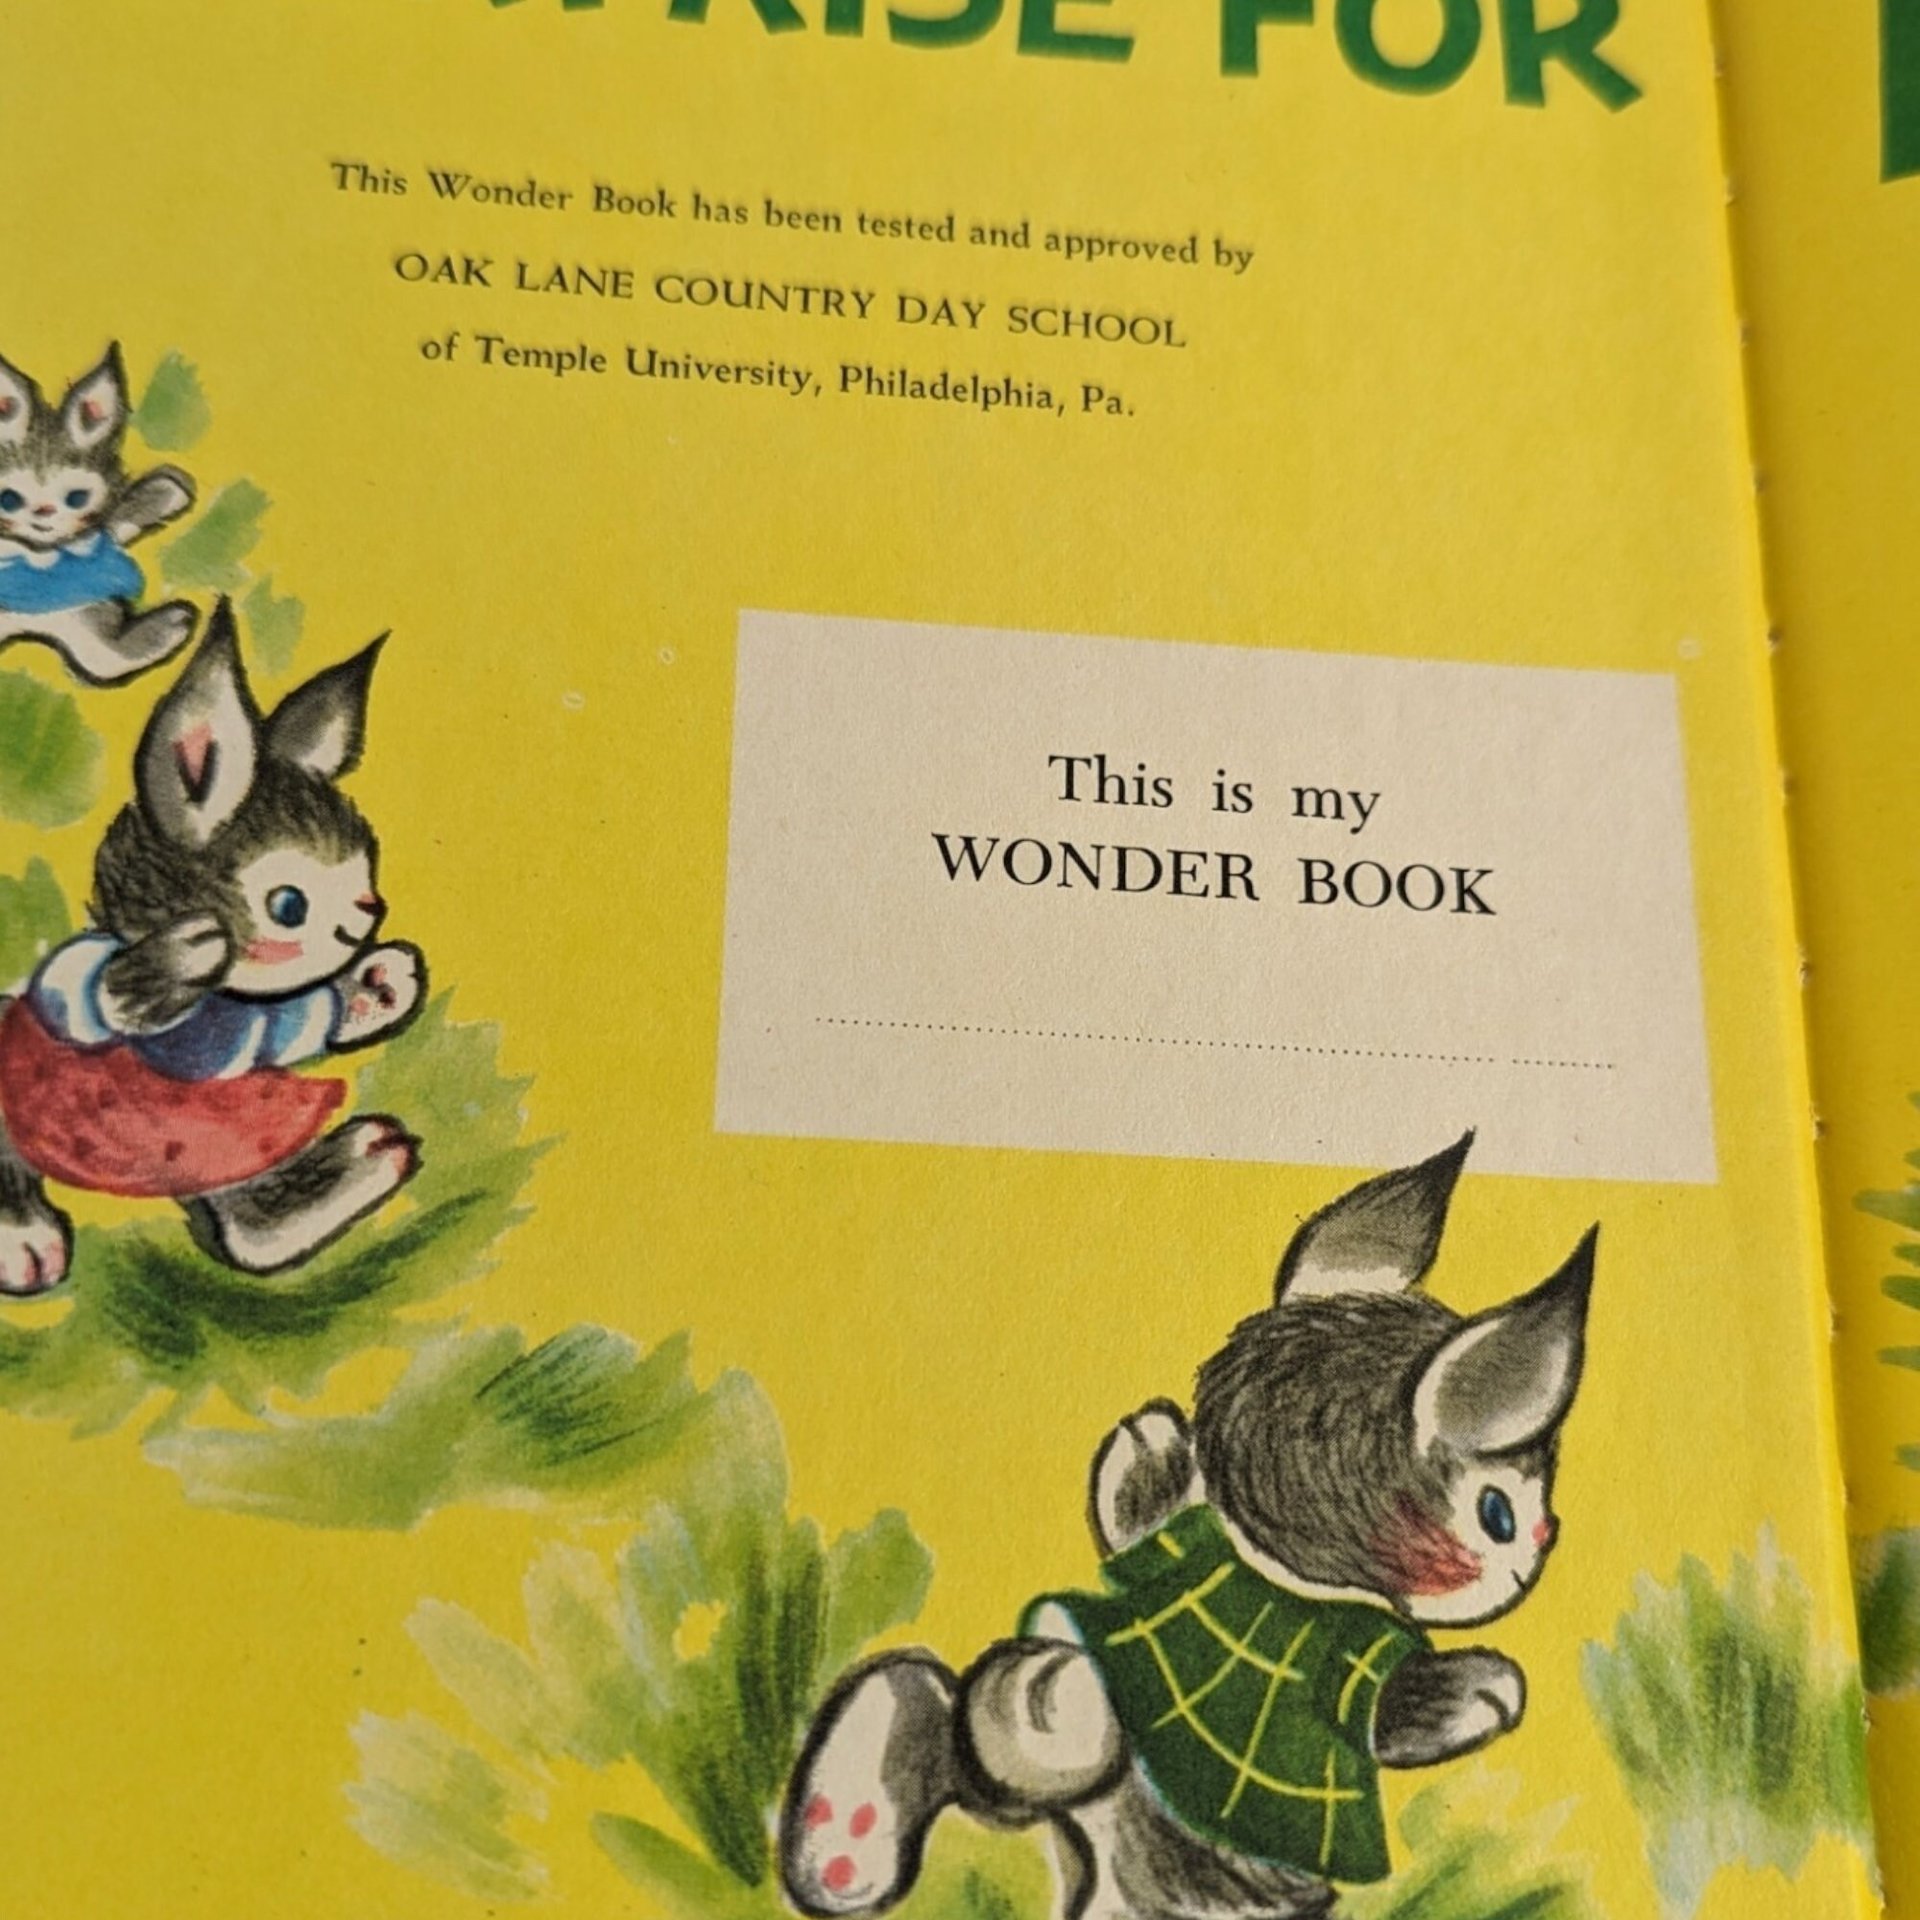 FOR
This Wonder Book has been tested and approved by
OAK LANE COUNTRY DAY SCHOOL
of Temple University, Philadelphia, Pa.
This is my
WONDER BOOK